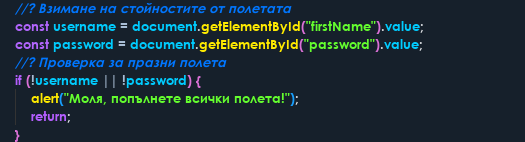 //? Взимане на стойностите от полетата
const username = document.getElementById("firstName").value;
const password = document.getElementById("password").value;
//? Проверка за празни полета
if (!username || !password) {
alert("Моля, попълнете всички полета!");
return;
}